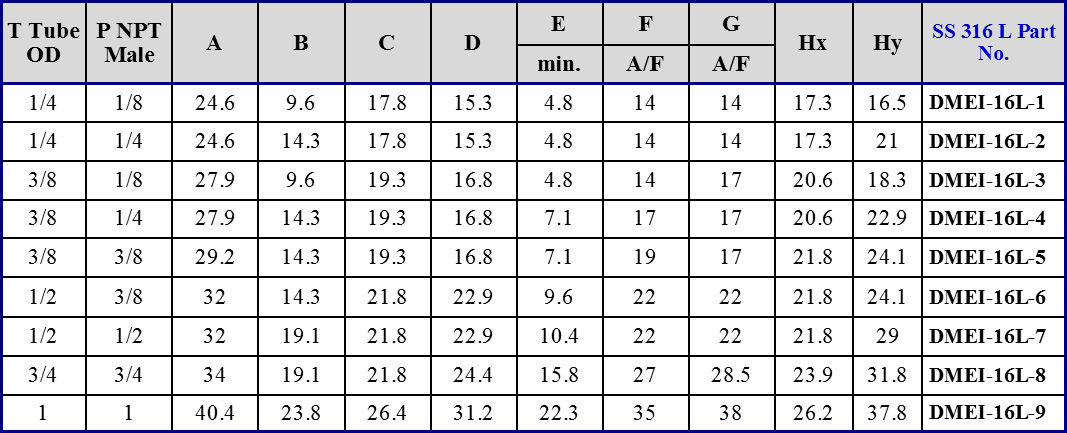 T Tube OD P NPT Male A B C D E min. F A/F G A/F Hx Hy SS 316 L Part No.
1/4 1/8 24.6 9.6 17.8 15.3 4.8 14 14 17.3 16.5 DMEI-16L-1
1/4 1/4 24.6 14.3 17.8 15.3 4.8 14 14 17.3 21 DMEI-16L-2
3/8 1/8 27.9 9.6 19.3 16.8 4.8 14 17 20.6 18.3 DMEI-16L-3
3/8 1/4 27.9 14.3 19.3 16.8 7.1 17 17 20.6 22.9 DMEI-16L-4
3/8 3/8 29.2 14.3 19.3 16.8 7.1 19 17 21.8 24.1 DMEI-16L-5
1/2 3/8 32 14.3 21.8 22.9 9.6 22 22 21.8 24.1 DMEI-16L-6
1/2 1/2 32 19.1 21.8 22.9 10.4 22 22 21.8 29 DMEI-16L-7
3/4 3/4 34 19.1 21.8 24.4 15.8 27 28.5 23.9 31.8 DMEI-16L-8
1 1 40.4 23.8 26.4 31.2 22.3 35 38 26.2 37.8 DMEI-16L-9